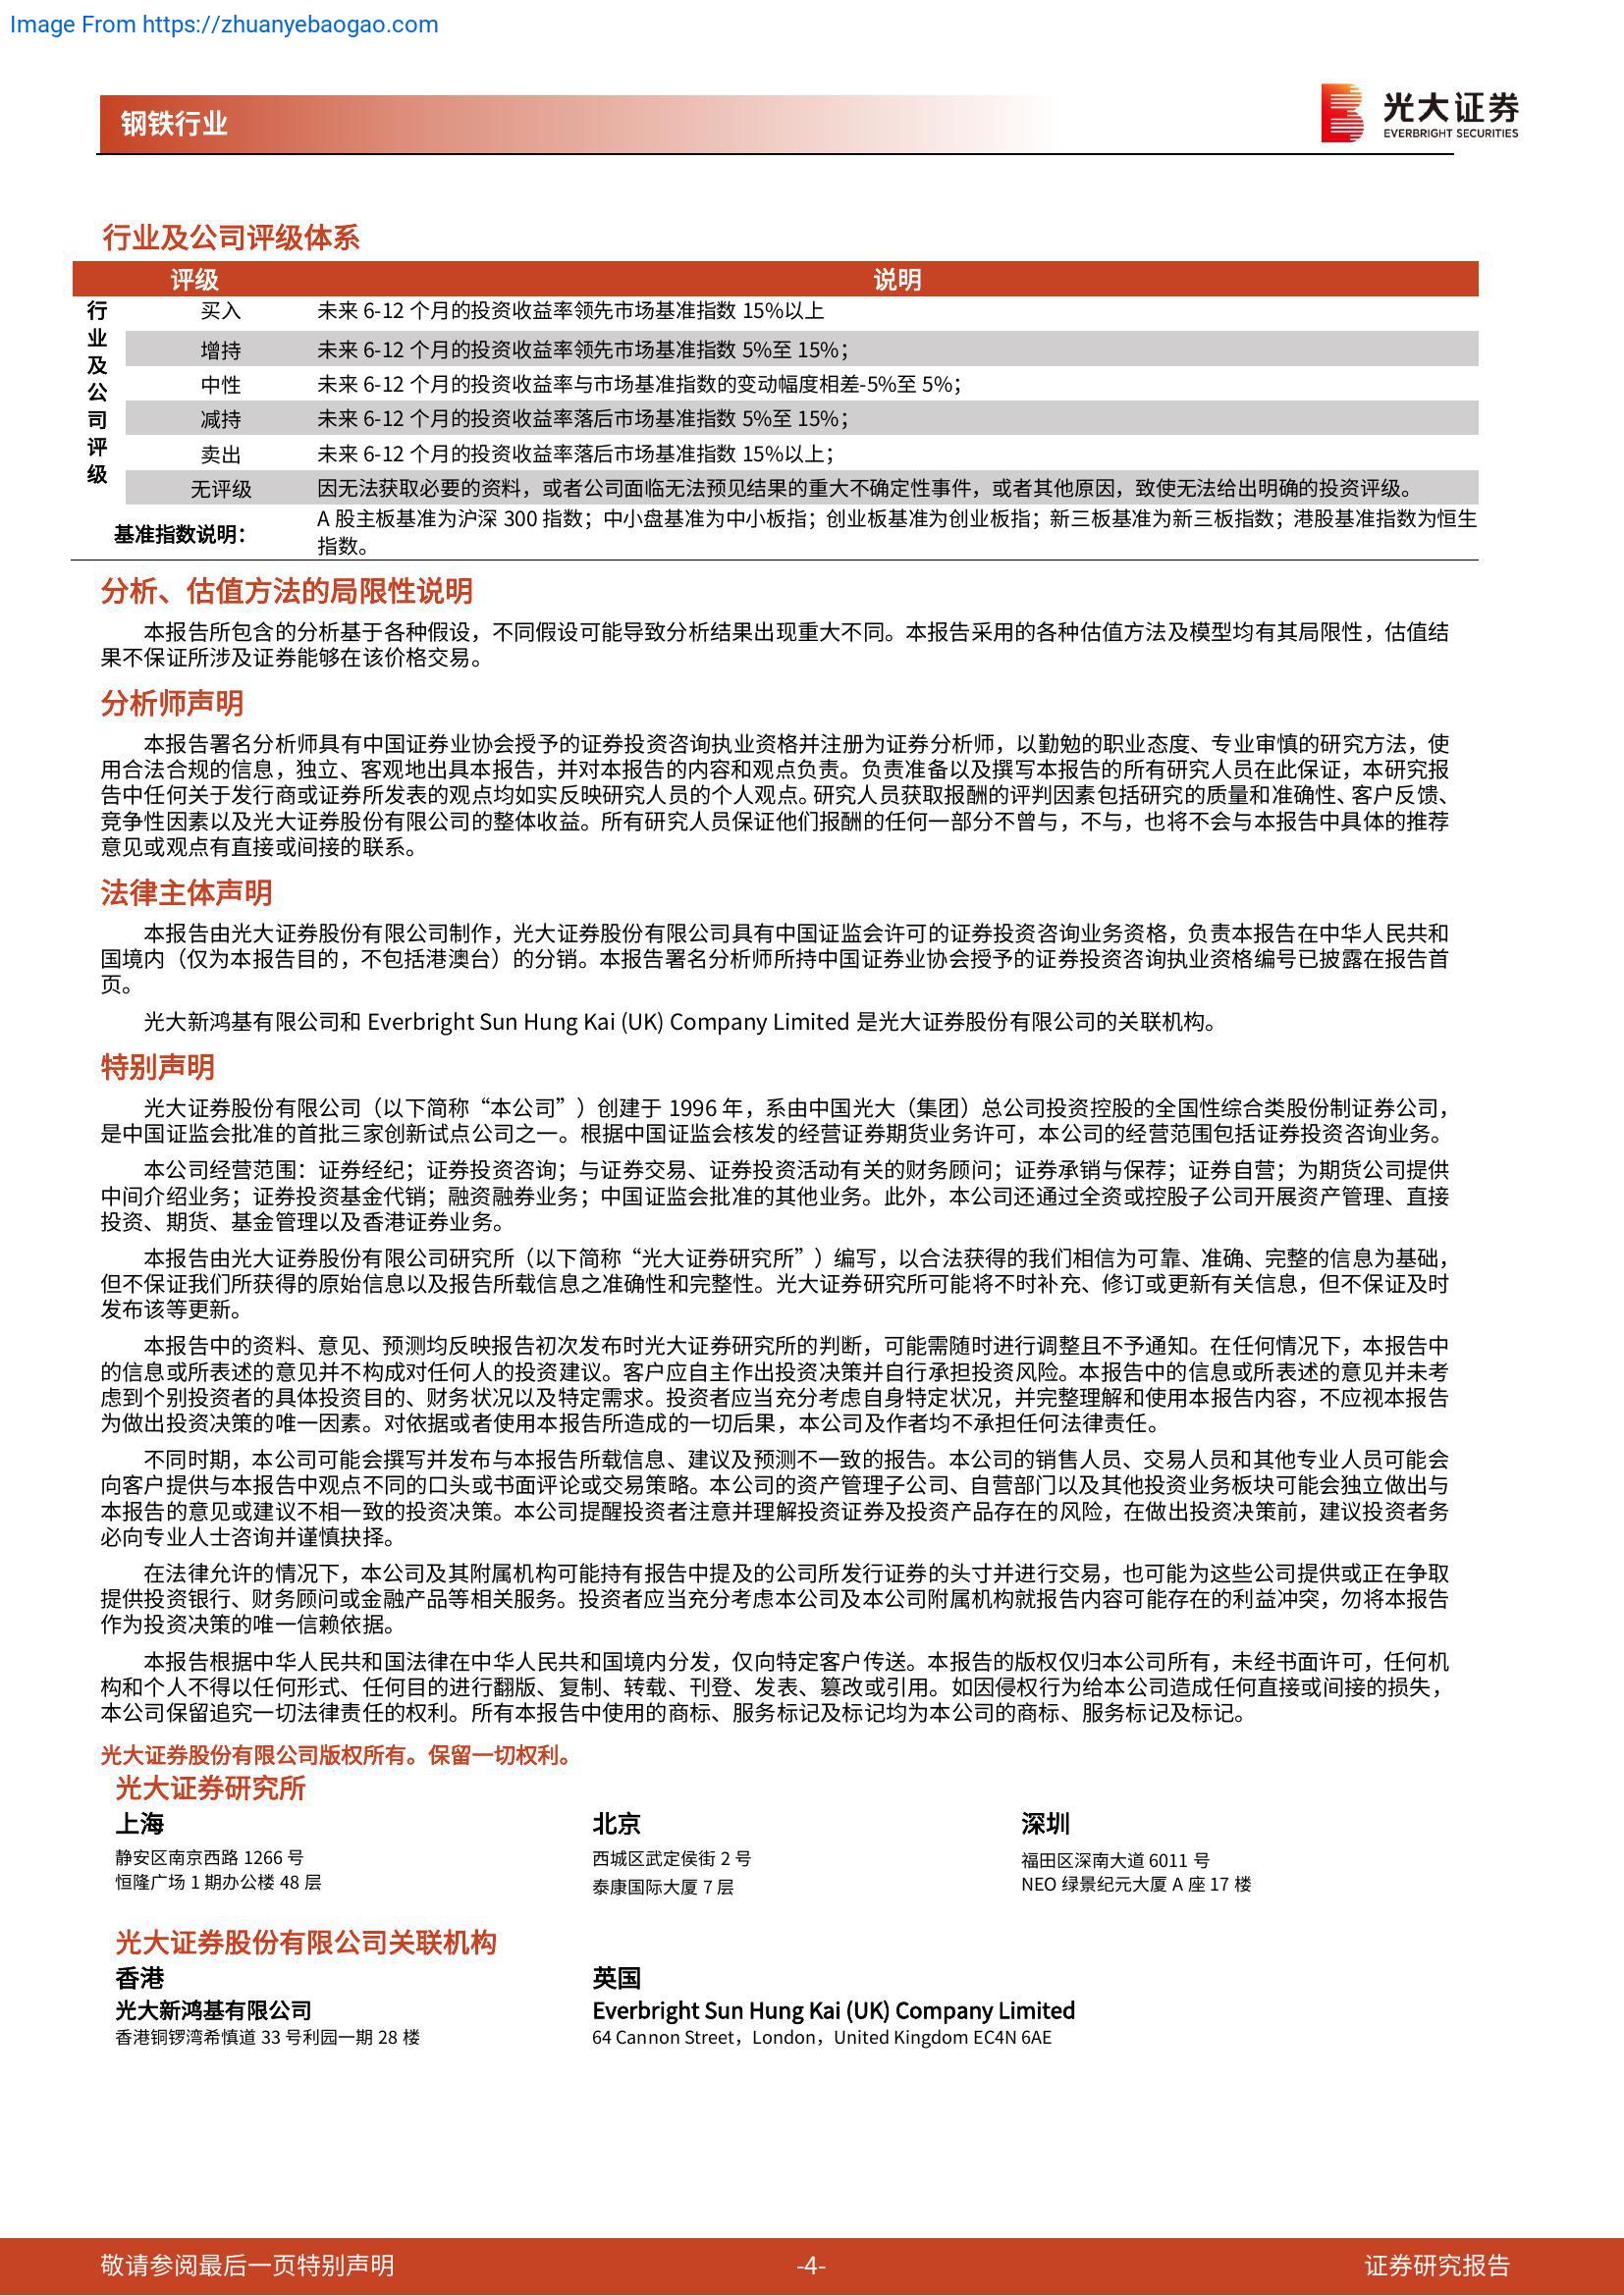 Image From https://zhuanyebaogao.com
钢铁行业
光大证券
EVERBRIGHT SECURITIES
行业及公司评级体系
评级 说明
行业及公司评级
买入 未来 6-12 个月的投资收益率领先市场基准指数 15%以上
增持 未来 6-12 个月的投资收益率领先市场基准指数 5%至 15%；
中性 未来 6-12 个月的投资收益率与市场基准指数的变动幅度相差-5%至 5%；
减持 未来 6-12 个月的投资收益率落后市场基准指数 5%至 15%；
卖出 未来 6-12 个月的投资收益率落后市场基准指数 15%以上；
无评级 因无法获取必要的资料，或者公司面临无法预见结果的重大不确定性事件，或者其他原因，致使无法给出明确的投资评级。
基准指数说明： A 股主板基准为沪深 300 指数；中小盘基准为中小板指；创业板基准为创业板指；新三板基准为新三板指数；港股基准指数为恒生
指数。
分析、估值方法的局限性说明
本报告所包含的分析基于各种假设，不同假设可能导致分析结果出现重大不同。本报告采用的各种估值方法及模型均有其局限性，估值结
果不保证所涉及证券能够在该价格交易。
分析师声明
本报告署名分析师具有中国证券业协会授予的证券投资咨询执业资格并注册为证券分析师，以勤勉的职业态度、专业审慎的研究方法，使
用合法合规的信息，独立、客观地出具本报告，并对本报告的内容和观点负责。负责准备以及撰写本报告的所有研究人员在此保证，本研究报
告中任何关于发行商或证券所发表的观点均如实反映研究人员的个人观点。研究人员获取报酬的评判因素包括研究的质量和准确性、客户反馈、
竞争性因素以及光大证券股份有限公司的整体收益。所有研究人员保证他们报酬的任何一部分不曾与，不与，也将不会与本报告中具体的推荐
意见或观点有直接或间接的联系。
法律主体声明
本报告由光大证券股份有限公司制作，光大证券股份有限公司具有中国证监会许可的证券投资咨询业务资格，负责本报告在中华人民共和
国境内（仅为本报告目的，不包括港澳台）的分销。本报告署名分析师所持中国证券业协会授予的证券投资咨询执业资格编号已披露在报告首
页。
光大新鸿基有限公司和 Everbright Sun Hung Kai (UK) Company Limited 是光大证券股份有限公司的关联机构。
特别声明
光大证券股份有限公司（以下简称“本公司”）创建于 1996 年，系由中国光大（集团）总公司投资控股的全国性综合类股份制证券公司，
是中国证监会批准的首批三家创新试点公司之一。根据中国证监会核发的经营证券期货业务许可，本公司的经营范围包括证券投资咨询业务。
本公司经营范围：证券经纪；证券投资咨询；与证券交易、证券投资活动有关的财务顾问；证券承销与保荐；证券自营；为期货公司提供
中间介绍业务；证券投资基金代销；融资融券业务；中国证监会批准的其他业务。此外，本公司还通过全资或控股子公司开展资产管理、直接
投资、期货、基金管理以及香港证券业务。
本报告由光大证券股份有限公司研究所（以下简称“光大证券研究所”）编写，以合法获得的我们相信为可靠、准确、完整的信息为基础，
但不保证我们所获得的原始信息以及报告所载信息之准确性和完整性。光大证券研究所可能将不时补充、修订或更新有关信息，但不保证及时
发布该等更新。
本报告中的资料、意见、预测均反映报告初次发布时光大证券研究所的判断，可能需随时进行调整且不予通知。在任何情况下，本报告中
的信息或所表述的意见并不构成对任何人的投资建议。客户应自主作出投资决策并自行承担投资风险。本报告中的信息或所表述的意见并未考
虑到个别投资者的具体投资目的、财务状况以及特定需求。投资者应当充分考虑自身特定状况，并完整理解和使用本报告内容，不应视本报告
为做出投资决策的唯一因素。对依据或者使用本报告所造成的一切后果，本公司及作者均不承担任何法律责任。
不同时期，本公司可能会撰写并发布与本报告所载信息、建议及预测不一致的报告。本公司的销售人员、交易人员和其他专业人员可能会
向客户提供与本报告中观点不同的口头或书面评论或交易策略。本公司的资产管理子公司、自营部门以及其他投资业务板块可能会独立做出与
本报告的意见或建议不相一致的投资决策。本公司提醒投资者注意并理解投资证券及投资产品存在的风险，在做出投资决策前，建议投资者务
必向专业人士咨询并谨慎抉择。
在法律允许的情况下，本公司及其附属机构可能持有报告中提及的公司所发行证券的头寸并进行交易，也可能为这些公司提供或正在争取
提供投资银行、财务顾问或金融产品等相关服务。投资者应当充分考虑本公司及本公司附属机构就报告内容可能存在的利益冲突，勿将本报告
作为投资决策的唯一信赖依据。
本报告根据中华人民共和国法律在中华人民共和国境内分发，仅向特定客户传送。本报告的版权仅归本公司所有，未经书面许可，任何机
构和个人不得以任何形式、任何目的进行翻版、复制、转载、刊登、发表、篡改或引用。如因侵权行为给本公司造成任何直接或间接的损失，
本公司保留追究一切法律责任的权利。所有本报告中使用的商标、服务标记及标记均为本公司的商标、服务标记及标记。
光大证券股份有限公司版权所有。保留一切权利。
光大证券研究所
上海 北京 深圳
静安区南京西路 1266 号 西城区武定侯街 2 号 福田区深南大道 6011 号
恒隆广场 1 期办公楼 48 层 泰康国际大厦 7 层 NEO 绿景纪元大厦 A 座 17 楼
光大证券股份有限公司关联机构
香港 英国
光大新鸿基有限公司 Everbright Sun Hung Kai (UK) Company Limited
香港铜锣湾希慎道 33 号利园一期 28 楼 64 Cannon Street，London，United Kingdom EC4N 6AE
敬请参阅最后一页特别声明 -4- 证券研究报告